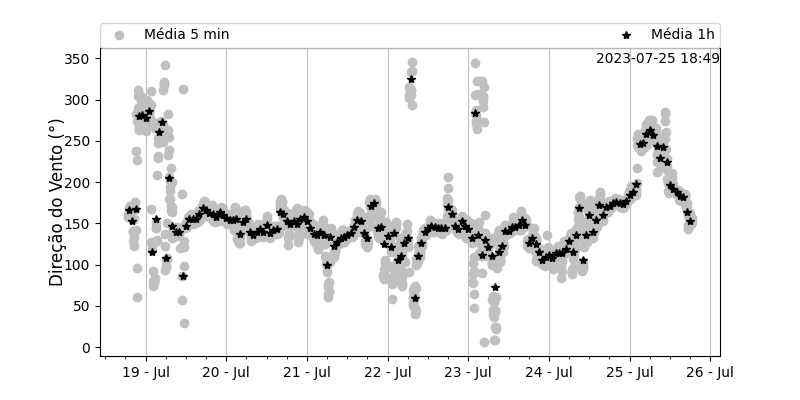 Média 5 min
Média 1h
2023-07-25 18:49
Direção do Vento (°)
350
300
250
200
150
100
50
0
19 - Jul
20 - Jul
21 - Jul
22 - Jul
23 - Jul
24 - Jul
25 - Jul
26 - Jul